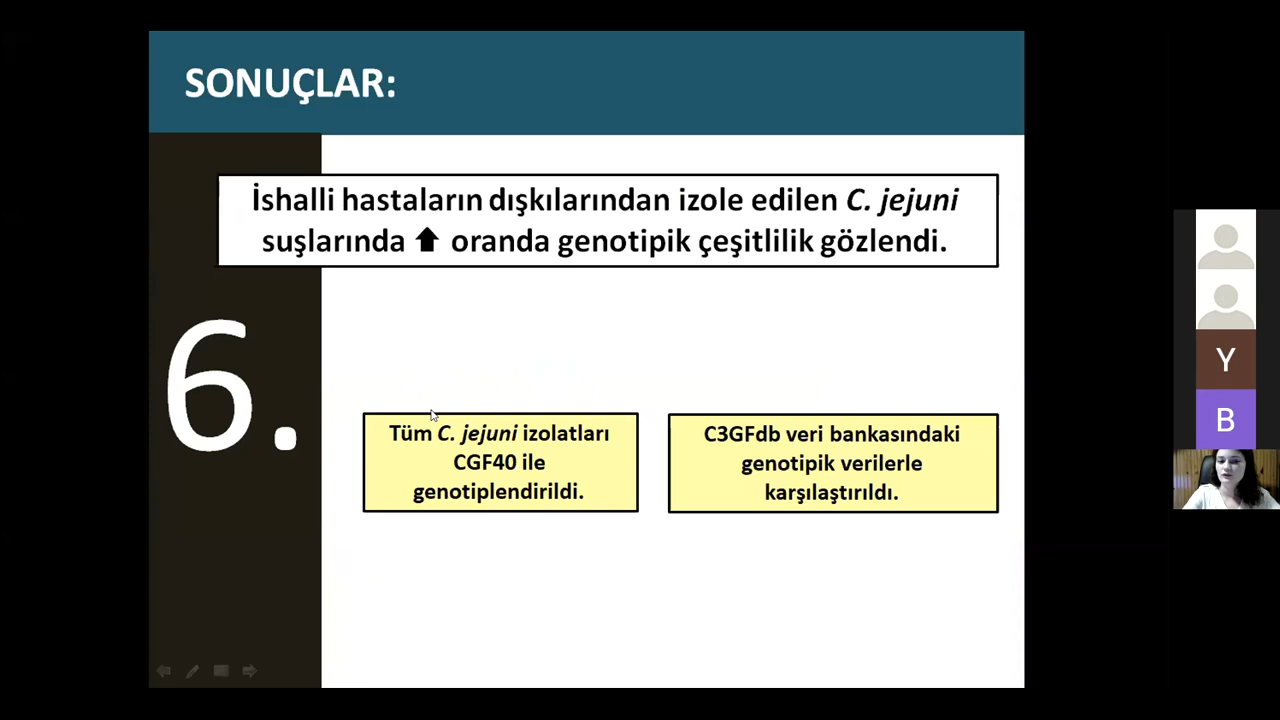 SONUÇLAR:
İshalli hastaların dışkılarından izole edilen C. jejuni
suşlarında ⬆ oranda genotipik çeşitlilik gözlendi.
6.
Tüm C. jejuni izolatları
CGF40 ile
genotiplendirildi.
C3GFdb veri bankasındaki
genotipik verilerle
karşılaştırıldı.
Y
B